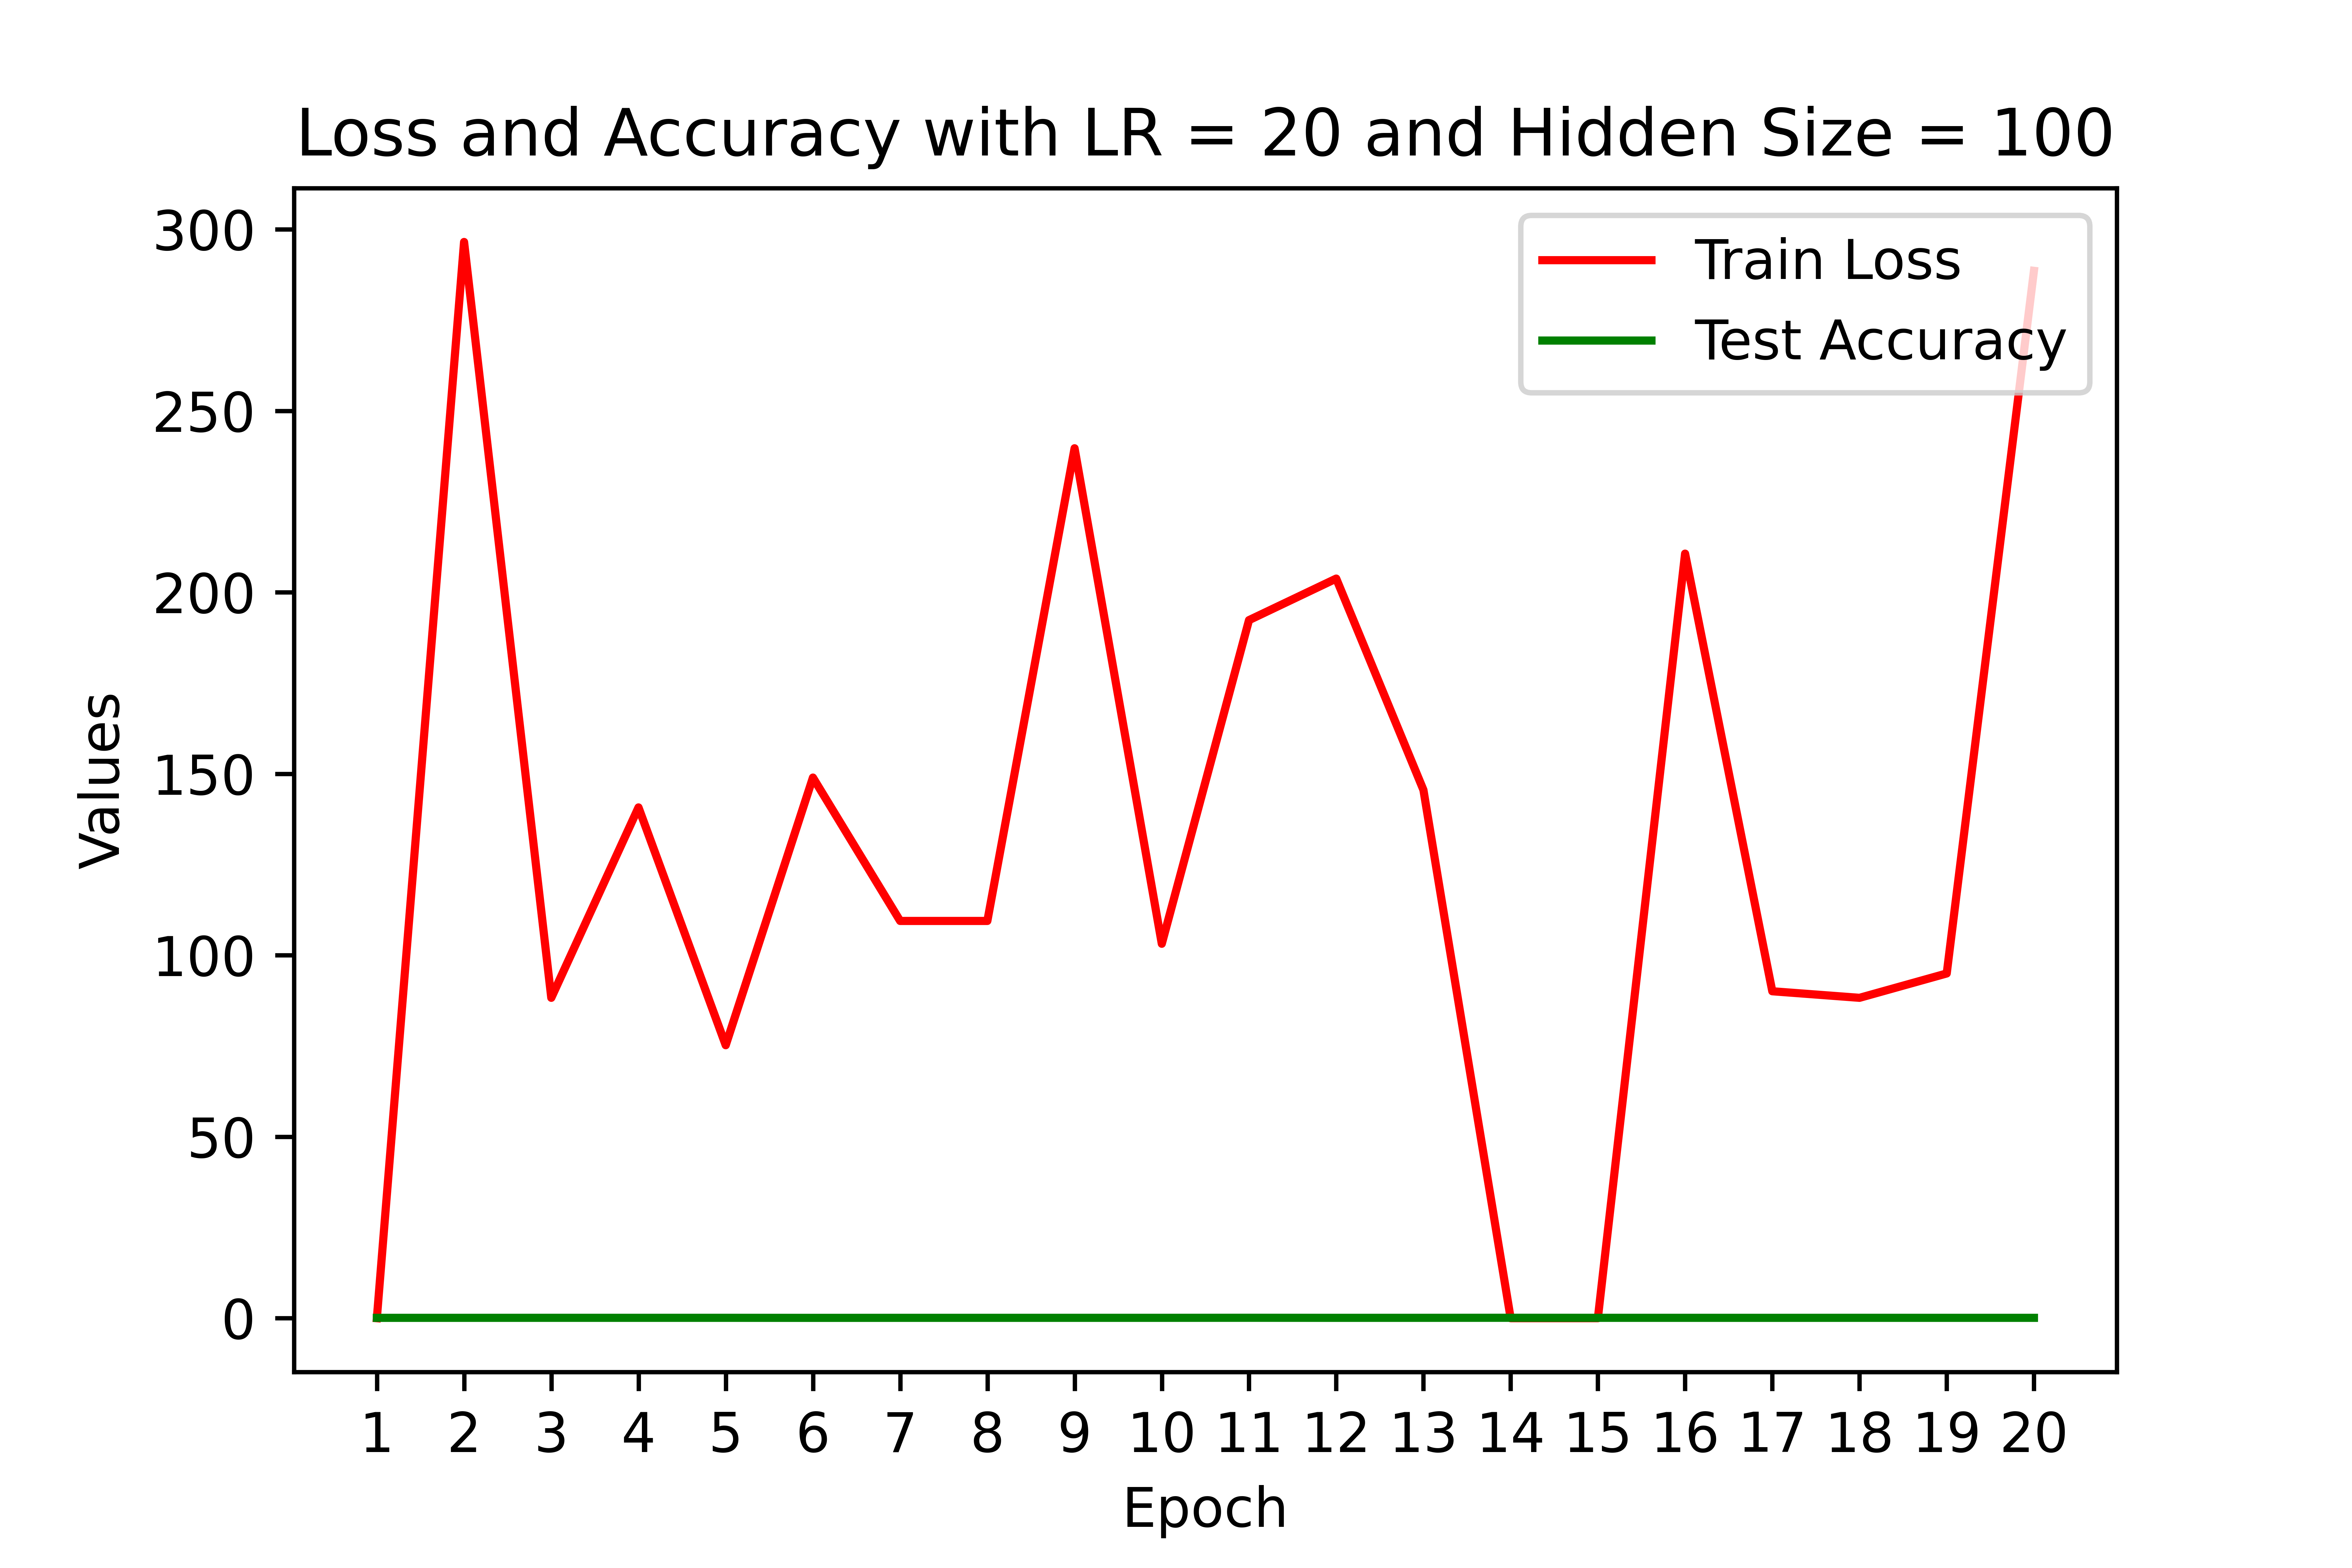 Loss and Accuracy with LR = 20 and Hidden Size = 100
Train Loss
Test Accuracy
300
250
200
150
100
50
0
Values
1 2 3 4 5 6 7 8 9 10 11 12 13 14 15 16 17 18 19 20
Epoch